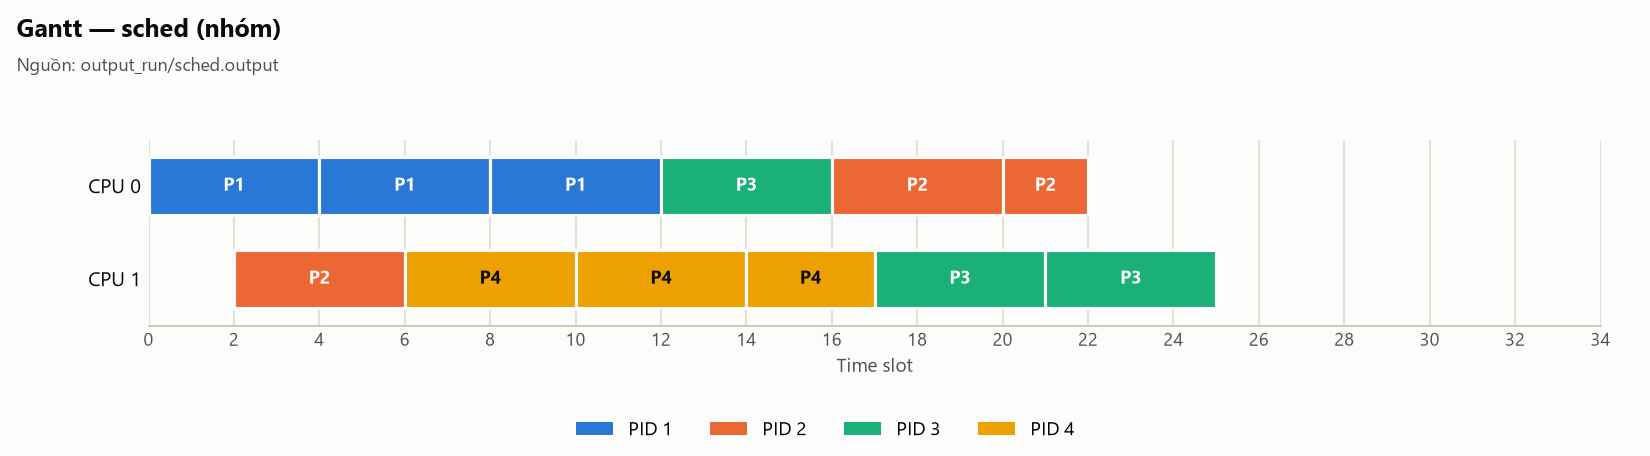 Gantt — sched (nhóm)
Nguồn: output_run/sched.output
CPU 0 P1 P1 P1 P3 P2 P2
CPU 1 P2 P4 P4 P4 P3 P3
0 2 4 6 8 10 12 14 16 18 20 22 24 26 28 30 32 34
Time slot
PID 1 PID 2 PID 3 PID 4